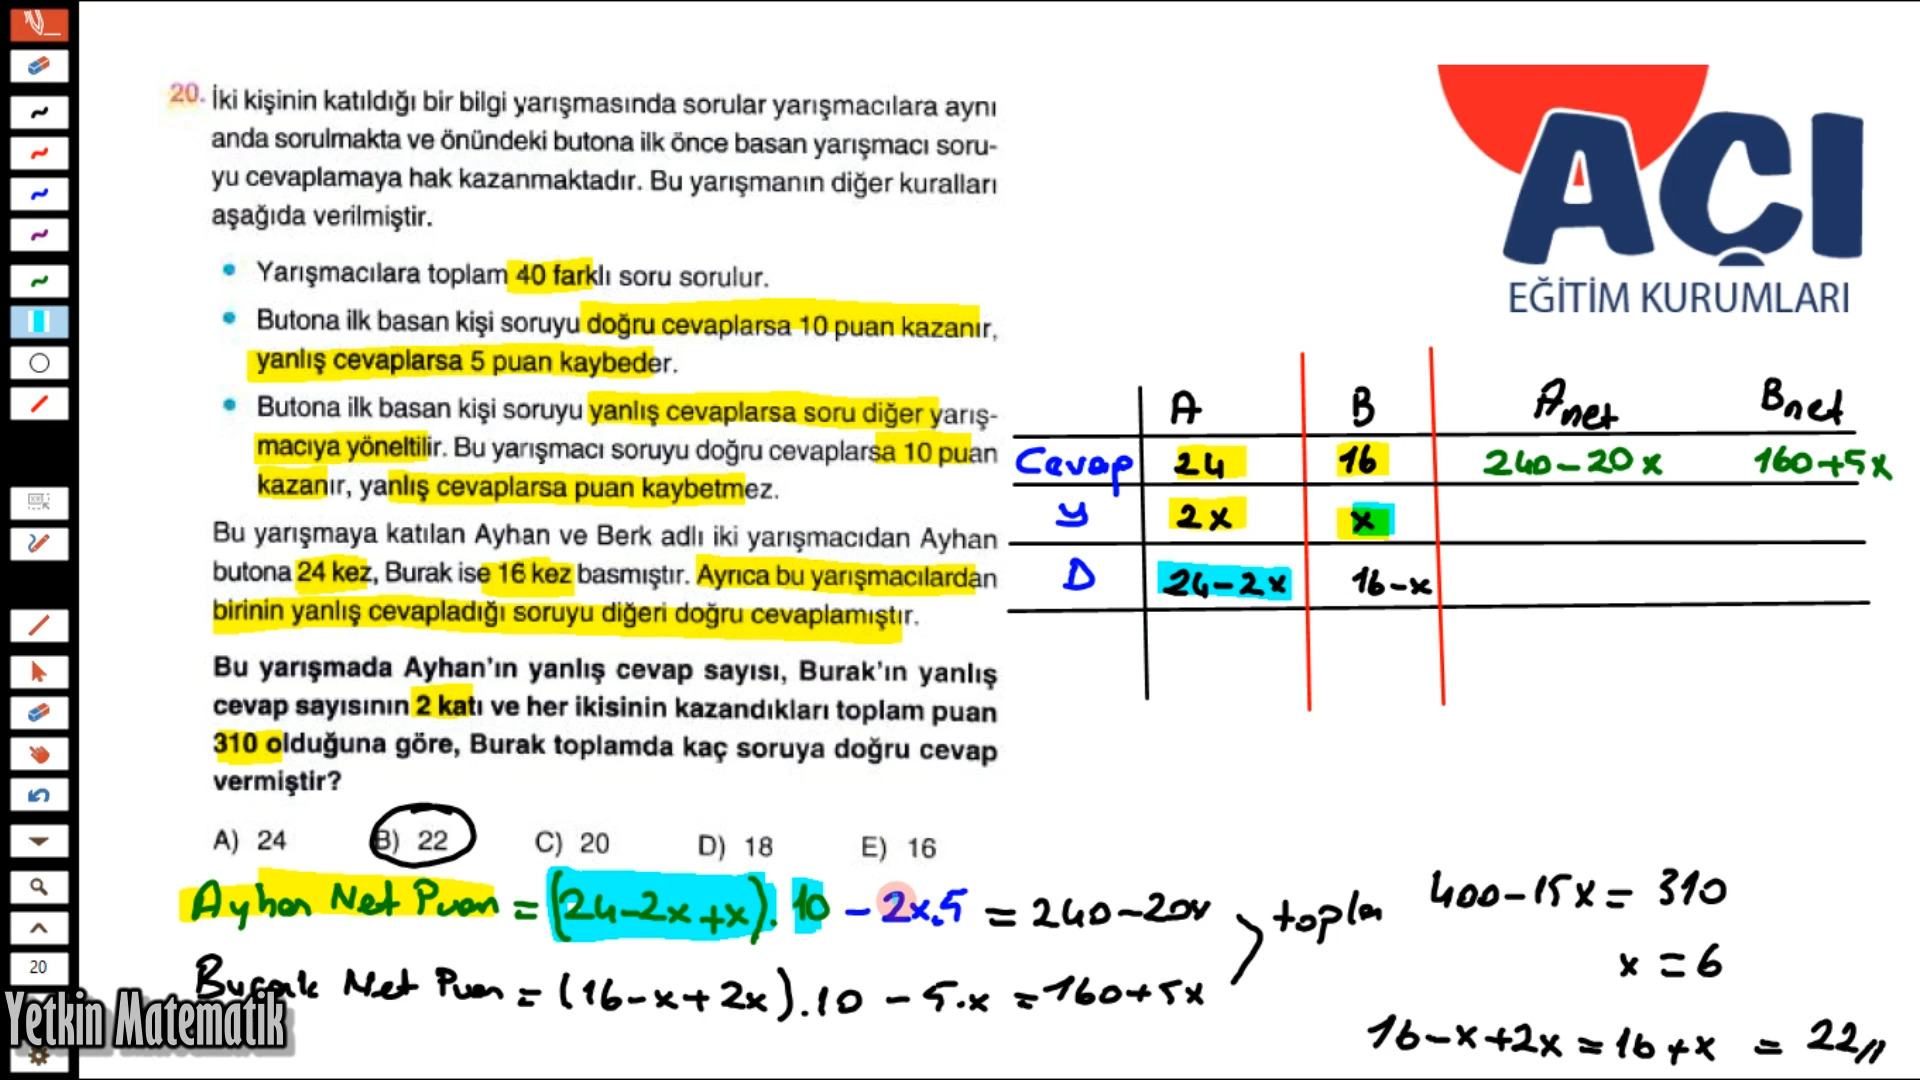 20. İki kişinin katıldığı bir bilgi yarışmasında sorular yarışmacılara aynı
anda sorulmakta ve önündeki butona ilk önce basan yarışmacı soru-
yu cevaplamaya hak kazanmaktadır. Bu yarışmanın diğer kuralları
aşağıda verilmiştir.
• Yarışmacılara toplam 40 farklı soru sorulur.
• Butona ilk basan kişi soruyu doğru cevaplarsa 10 puan kazanır,
yanlış cevaplarsa 5 puan kaybeder.
• Butona ilk basan kişi soruyu yanlış cevaplarsa soru diğer yarış-
macıya yöneltilir. Bu yarışmacı soruyu doğru cevaplarsa 10 puan
kazanır, yanlış cevaplarsa puan kaybetmez.
Bu yarışmaya katılan Ayhan ve Berk adlı iki yarışmacıdan Ayhan
butona 24 kez, Burak ise 16 kez basmıştır. Ayrıca bu yarışmacılardan
birinin yanlış cevapladığı soruyu diğeri doğru cevaplamıştır.
Bu yarışmada Ayhan'ın yanlış cevap sayısı, Burak'ın yanlış
cevap sayısının 2 katı ve her ikisinin kazandıkları toplam puan
310 olduğuna göre, Burak toplamda kaç soruya doğru cevap
vermiştir?
A) 24 B) 22 C) 20 D) 18 E) 16
Ayhan Net Puan = (24-2x+x).10 - 2x.5 = 240-20x
Burak Net Puan = (16-x+2x).10 - 5.x = 160+5x
topla
400-15x = 310
x = 6
16-x+2x = 16+x = 22//
AÇI
EĞİTİM KURUMLARI
A B Anet Bnet
Cevap 24 16 240-20x 160+5x
y 2x x
D 24-2x 16-x
20
Yetkin Matematik